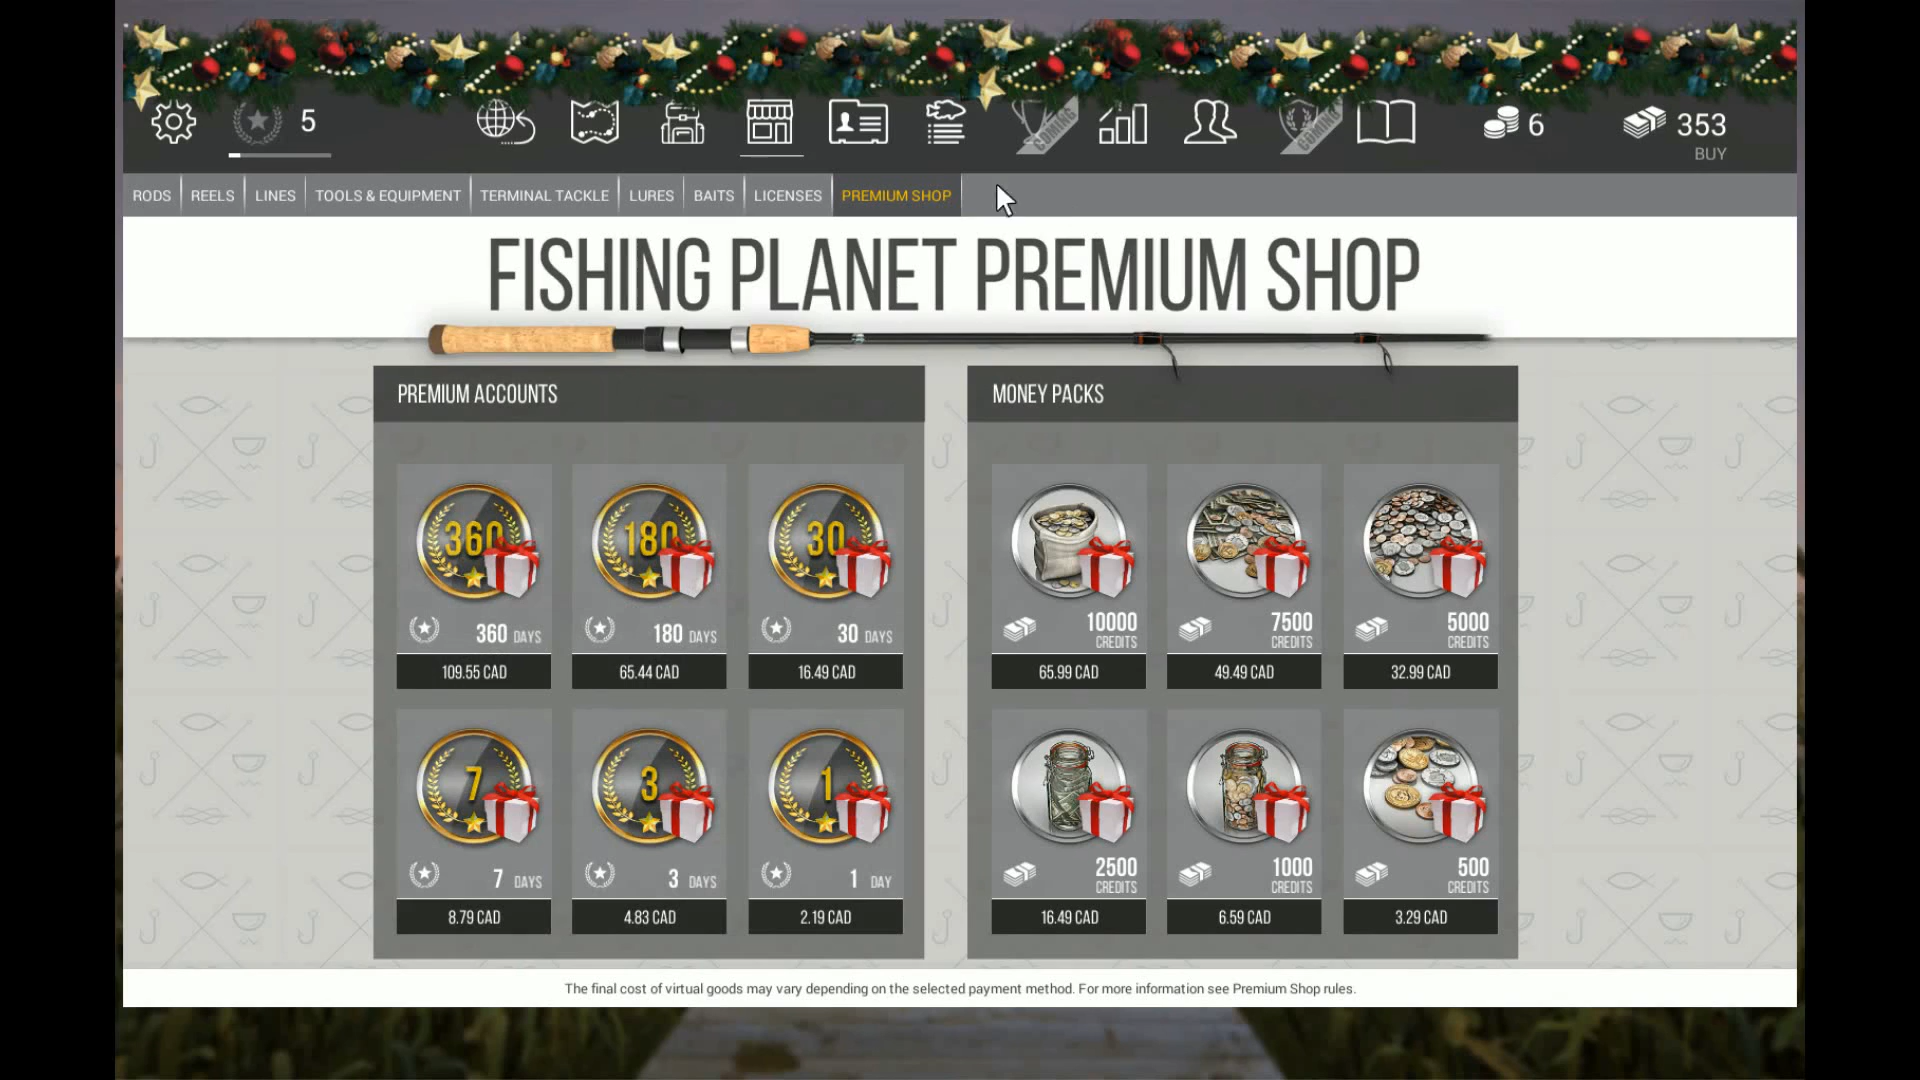 5
COMING
COMING
6
353
BUY
RODS
REELS
LINES
TOOLS & EQUIPMENT
TERMINAL TACKLE
LURES
BAITS
LICENSES
PREMIUM SHOP
FISHING PLANET PREMIUM SHOP
PREMIUM ACCOUNTS
360
180
30
360 DAYS
180 DAYS
30 DAYS
109.55 CAD
65.44 CAD
16.49 CAD
7
3
1
7 DAYS
3 DAYS
1 DAY
8.79 CAD
4.83 CAD
2.19 CAD
MONEY PACKS
10000
CREDITS
7500
CREDITS
5000
CREDITS
65.99 CAD
49.49 CAD
32.99 CAD
2500
CREDITS
1000
CREDITS
500
CREDITS
16.49 CAD
6.59 CAD
3.29 CAD
The final cost of virtual goods may vary depending on the selected payment method. For more information see Premium Shop rules.